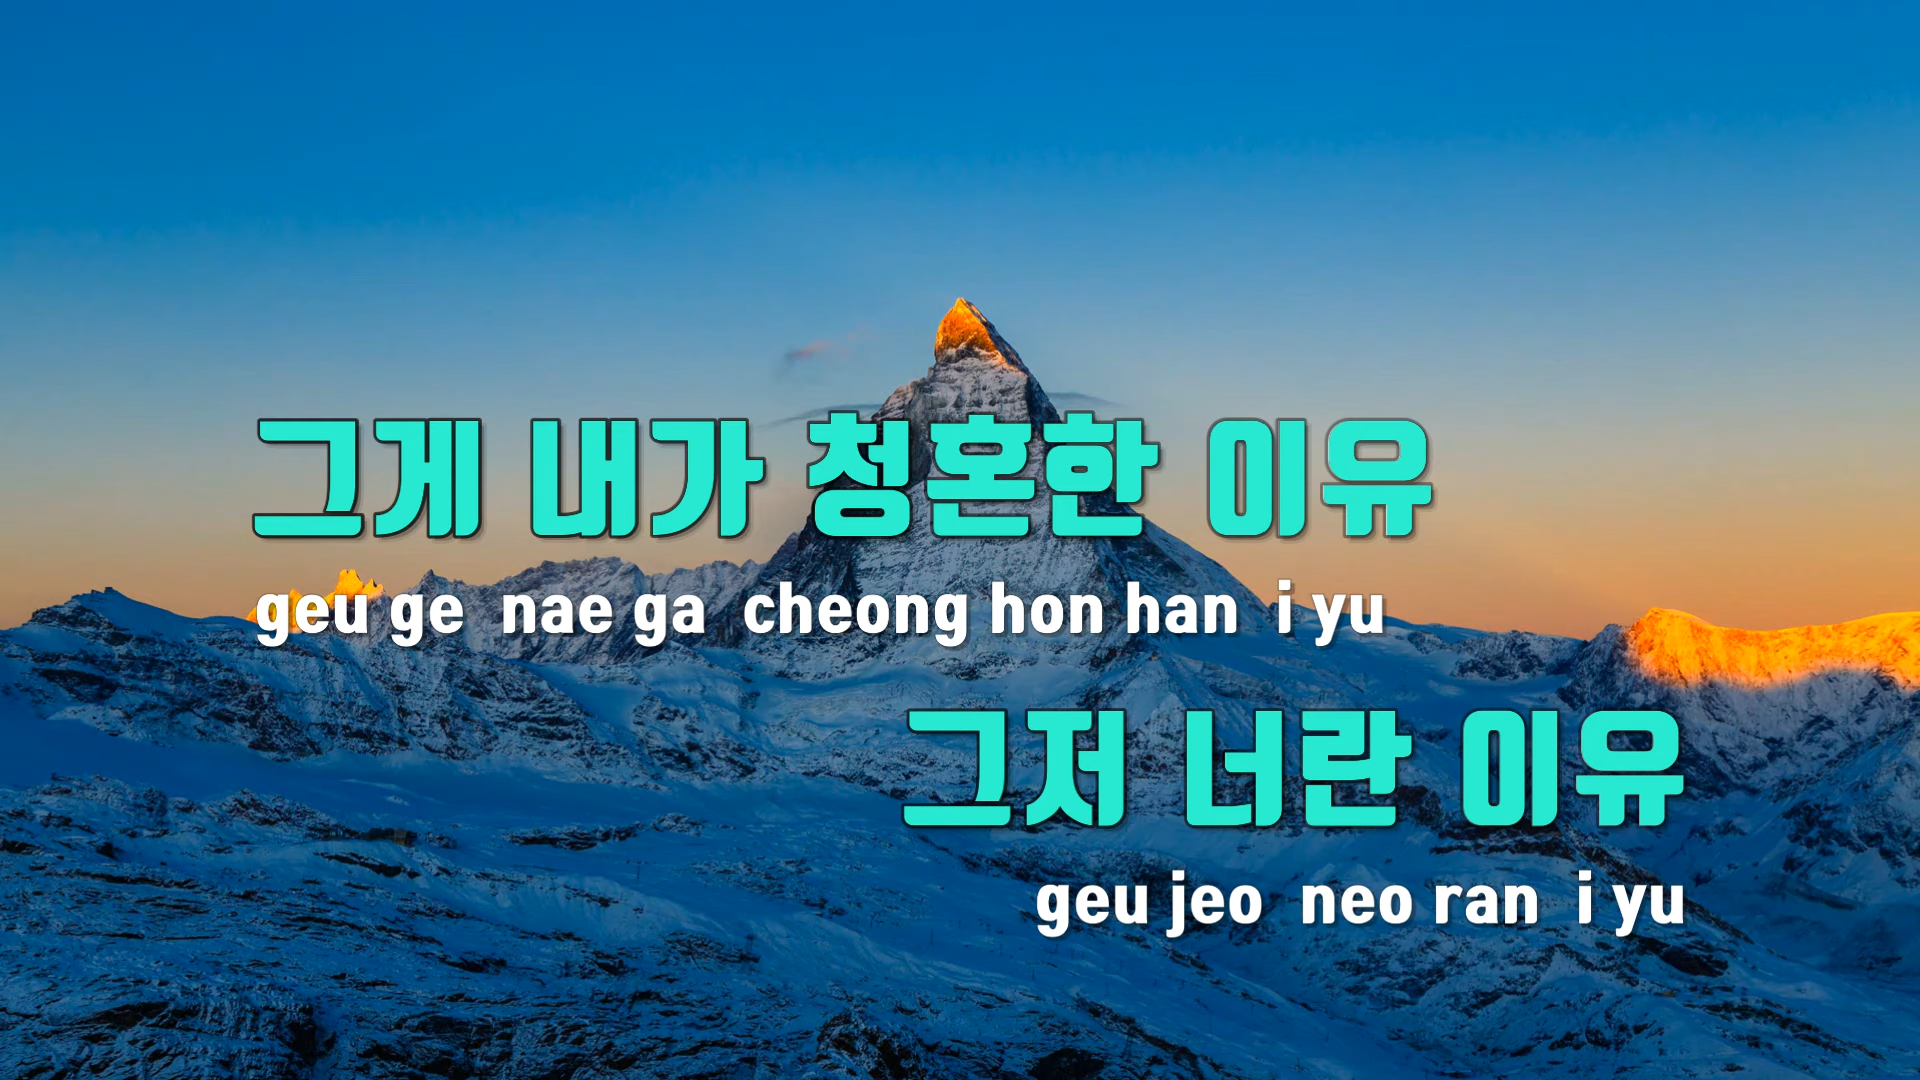 그게 내가 청혼한 이유
geu ge nae ga cheong hon han i yu
그저 너란 이유
geu jeo neo ran i yu